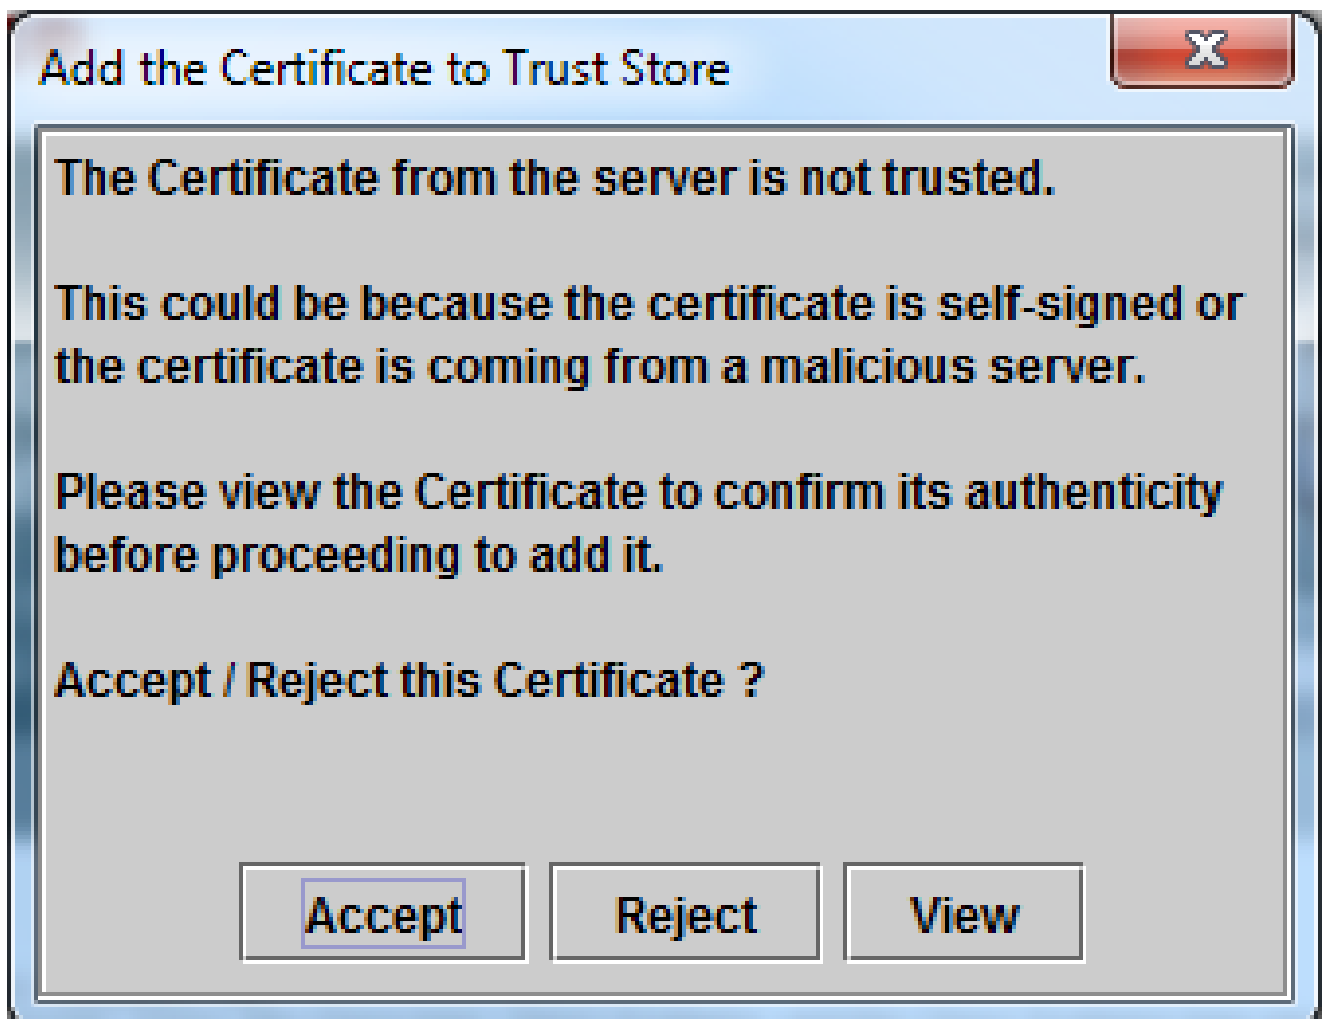 Add the Certificate to Trust Store
The Certificate from the server is not trusted.
This could be because the certificate is self-signed or
the certificate is coming from a malicious server.
Please view the Certificate to confirm its authenticity
before proceeding to add it.
Accept / Reject this Certificate ?
Accept Reject View